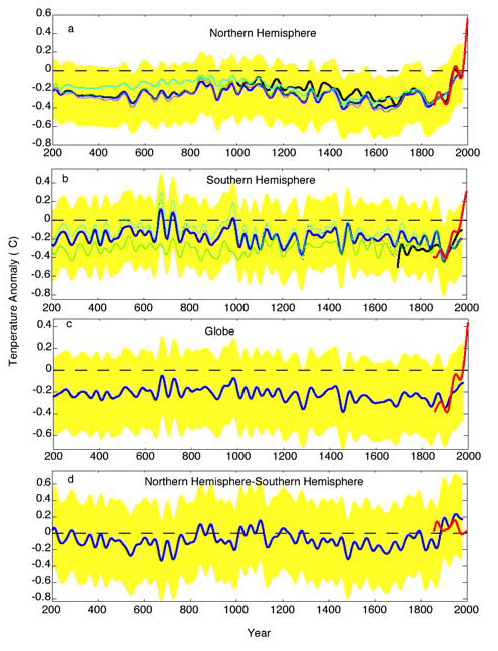 0.6
0.4
0.2
0
-0.2
-0.4
-0.6
-0.8
a
Northern Hemisphere
200 400 600 800 1000 1200 1400 1600 1800 2000
0.4
0.2
0
-0.2
-0.4
-0.6
-0.8
b
Southern Hemisphere
200 400 600 800 1000 1200 1400 1600 1800 2000
Temperature Anomaly ( C)
0.4
0.2
0
-0.2
-0.4
-0.6
c
Globe
200 400 600 800 1000 1200 1400 1600 1800 2000
0.6
0.4
0.2
0
-0.2
-0.4
-0.6
-0.8
d
Northern Hemisphere-Southern Hemisphere
200 400 600 800 1000 1200 1400 1600 1800 2000
Year